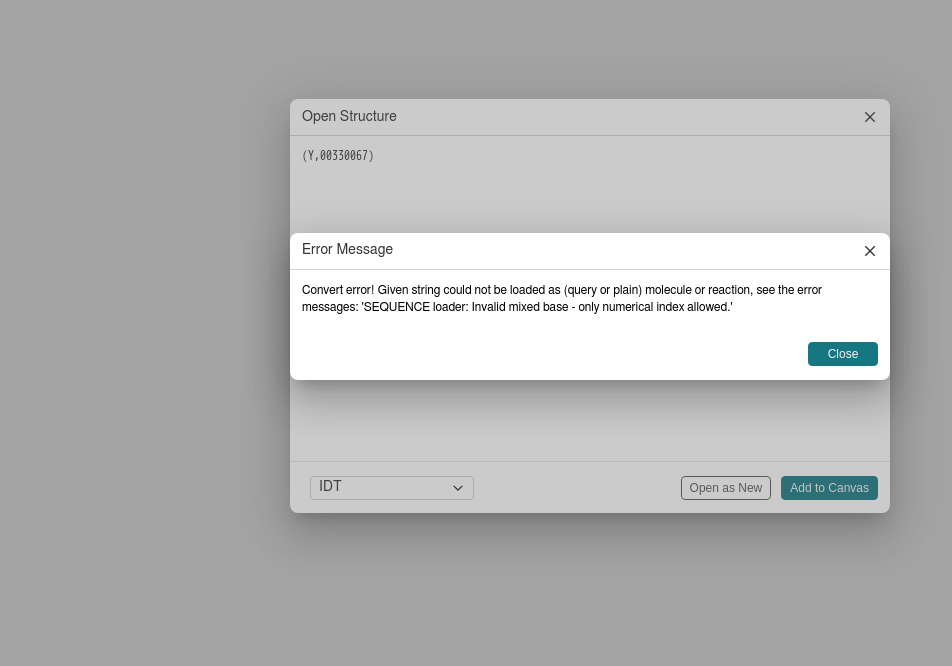 Open Structure
(Y,00330067)
Error Message
Convert error! Given string could not be loaded as (query or plain) molecule or reaction, see the error
messages: 'SEQUENCE loader: Invalid mixed base - only numerical index allowed.'
Close
IDT
Open as New
Add to Canvas